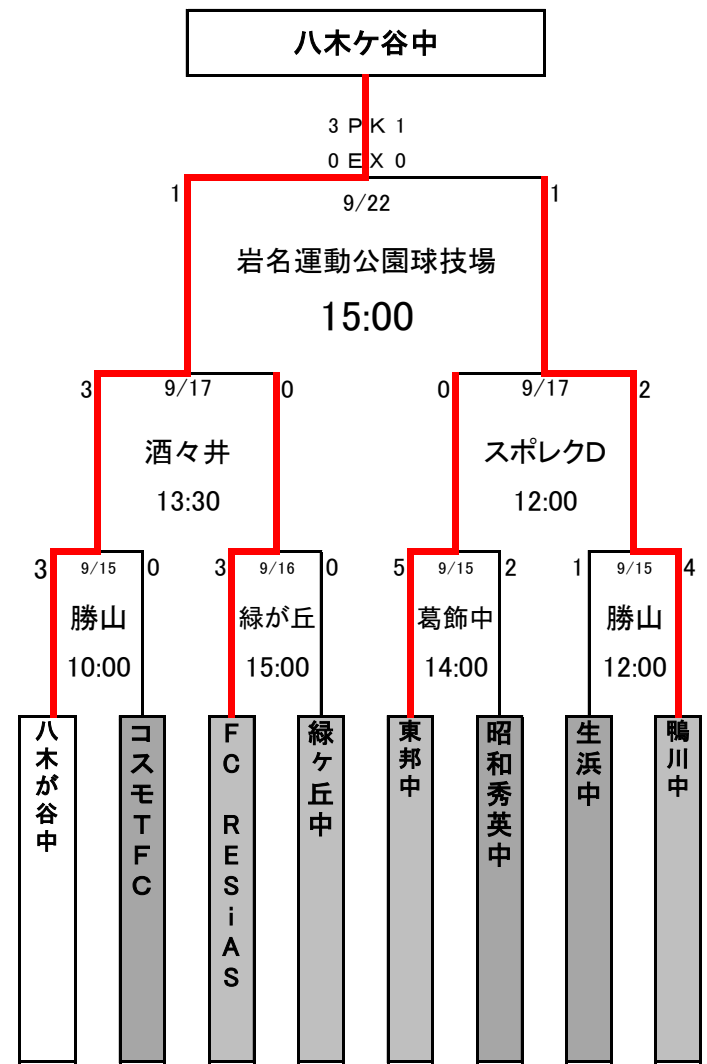 八木ケ谷中
3 P K 1
0 E X 0
1
1
9/22
岩名運動公園球技場
15:00
3
9/17
0
0
9/17
2
酒々井
スポレクD
13:30
12:00
3
9/15
0
3
9/16
0
5
9/15
2
1
9/15
4
勝山
緑が丘
葛飾中
勝山
10:00
15:00
14:00
12:00
八木が谷中
コスモTFC
FC RESiAS
緑ヶ丘中
東邦中
昭和秀英中
生浜中
鴨川中